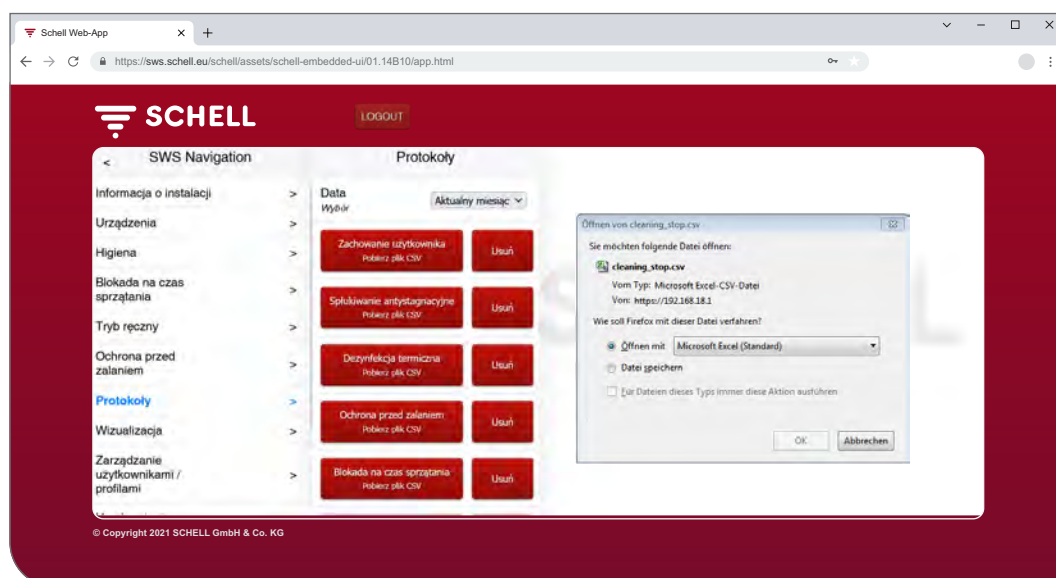 Schell Web-App
https://sws.schell.eu/schell/assets/schell-embedded-ui/01.14B10/app.html
SCHELL
LOGOUT
< SWS Navigation
Informacja o instalacji >
Urządzenia >
Higiena >
Blokada na czas
sprzątania >
Tryb ręczny >
Ochrona przed
zalaniem >
Protokoły >
Wizualizacja >
Zarządzanie
użytkownikami /
profilami >
Protokoły
Data
Wybór
Aktualny miesiąc
Zachowanie użytkownika
Pobierz plik CSV
Usuń
Spłukiwanie antystagnacyjne
Pobierz plik CSV
Usuń
Dezynfekcja termiczna
Pobierz plik CSV
Usuń
Ochrona przed zalaniem
Pobierz plik CSV
Usuń
Blokada na czas sprzątania
Pobierz plik CSV
Usuń
Öffnen von cleaning_stop.csv
Sie möchten folgende Datei öffnen:
cleaning_stop.csv
Vom Typ: Microsoft Excel-CSV-Datei
Von: https://192.168.18.1
Wie soll Firefox mit dieser Datei verfahren?
Öffnen mit Microsoft Excel (Standard)
Datei speichern
Für Dateien dieses Typs immer diese Aktion ausführen
OK
Abbrechen
© Copyright 2021 SCHELL GmbH & Co. KG